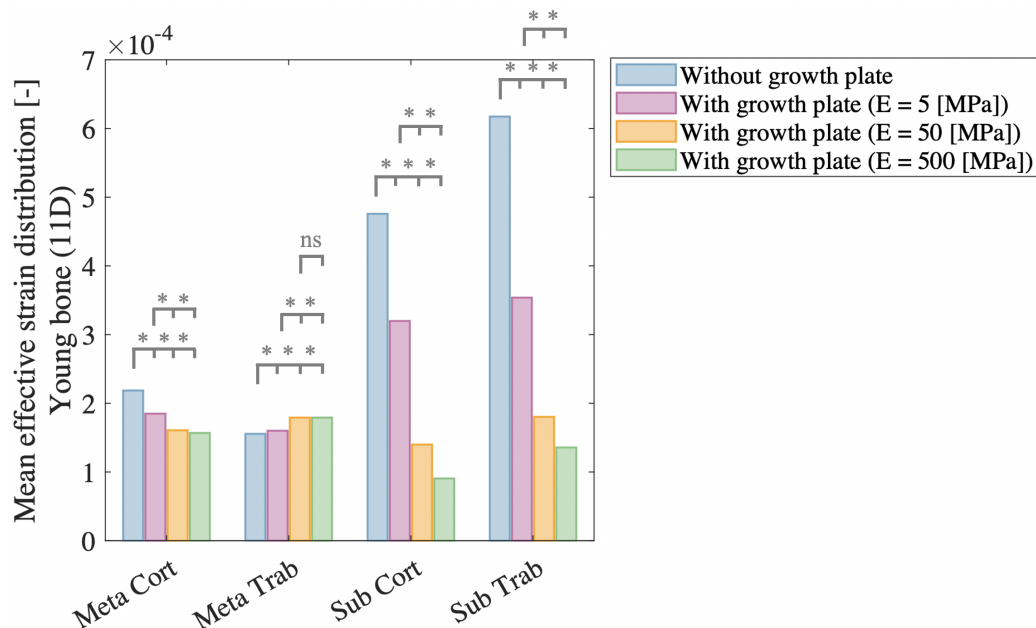 ×10⁻⁴
Mean effective strain distribution [-]
Young bone (11D)
7
6
5
4
3
2
1
0
* * *
* *
* * *
* *
ns
* * *
* *
* * *
* *
Meta Cort
Meta Trab
Sub Cort
Sub Trab
Without growth plate
With growth plate (E = 5 [MPa])
With growth plate (E = 50 [MPa])
With growth plate (E = 500 [MPa])